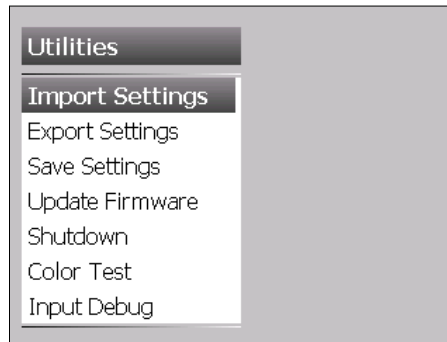 Utilities
Import Settings
Export Settings
Save Settings
Update Firmware
Shutdown
Color Test
Input Debug